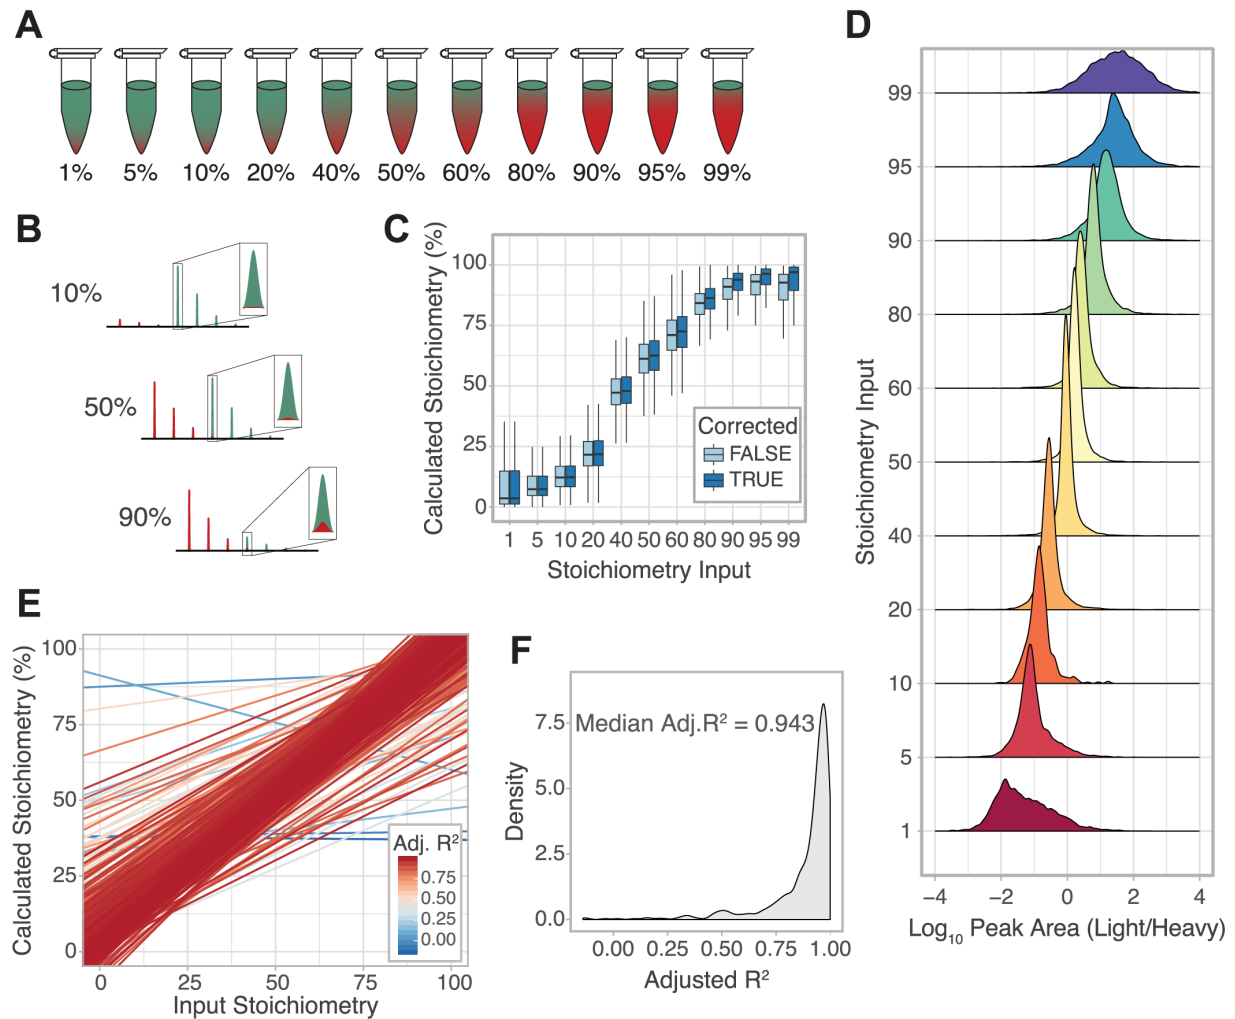 A
1% 5% 10% 20% 40% 50% 60% 80% 90% 95% 99%
B
10%
50%
90%
C
Calculated Stoichiometry (%)
100
75
50
25
0
Corrected
FALSE
TRUE
1 5 10 20 40 50 60 80 90 95 99
Stoichiometry Input
D
Stoichiometry Input
99
95
90
80
60
50
40
20
10
5
1
−4 −2 0 2 4
Log₁₀ Peak Area (Light/Heavy)
E
Calculated Stoichiometry (%)
100
75
50
25
0
Adj. R²
0.75
0.50
0.25
0.00
0 25 50 75 100
Input Stoichiometry
F
Density
7.5
5.0
2.5
0.0
Median Adj.R² = 0.943
0.00 0.25 0.50 0.75 1.00
Adjusted R²